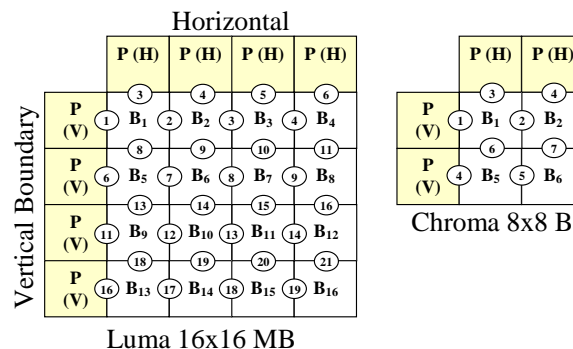 Horizontal
P (H) P (H) P (H) P (H) P (H) P (H)
3 4 5 6 3 4
P (V) 1 B1 2 B2 3 B3 4 B4 P (V) 1 B1 2 B2
8 9 10 11 6 7
P (V) 6 B5 7 B6 8 B7 9 B8 P (V) 4 B5 5 B6
13 14 15 16
P (V) 11 B9 12 B10 13 B11 14 B12
18 19 20 21
P (V) 16 B13 17 B14 18 B15 19 B16
Vertical Boundary
Chroma 8x8 B
Luma 16x16 MB